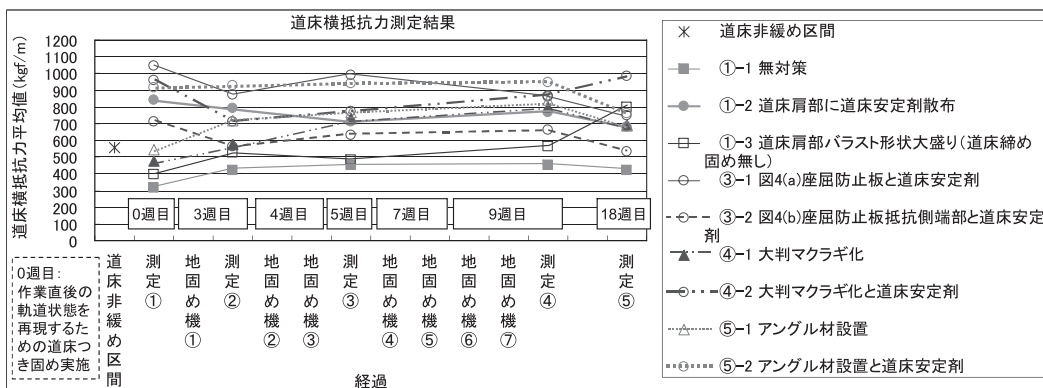 道床横抵抗力測定結果
道床横抵抗力平均値(kgf/m)
1200
1100
1000
900
800
700
600
500
400
300
200
100
0
0週目
3週目
4週目
5週目
7週目
9週目
18週目
0週目:
作業直後の
軌道状態を
再現するた
めの道床つ
き固め実施
道床非緩め区間
測定①
地固め機①
測定②
地固め機②
地固め機③
測定③
地固め機④
地固め機⑤
地固め機⑥
地固め機⑦
測定④
測定⑤
経過
道床非緩め区間
①-1 無対策
①-2 道床肩部に道床安定剤散布
①-3 道床肩部バラスト形状大盛り(道床締め
固め無し)
③-1 図4(a)座屈防止板と道床安定剤
③-2 図4(b)座屈防止板抵抗側端部と道床安定
剤
④-1 大判マクラギ化
④-2 大判マクラギ化と道床安定剤
⑤-1 アングル材設置
⑤-2 アングル材設置と道床安定剤